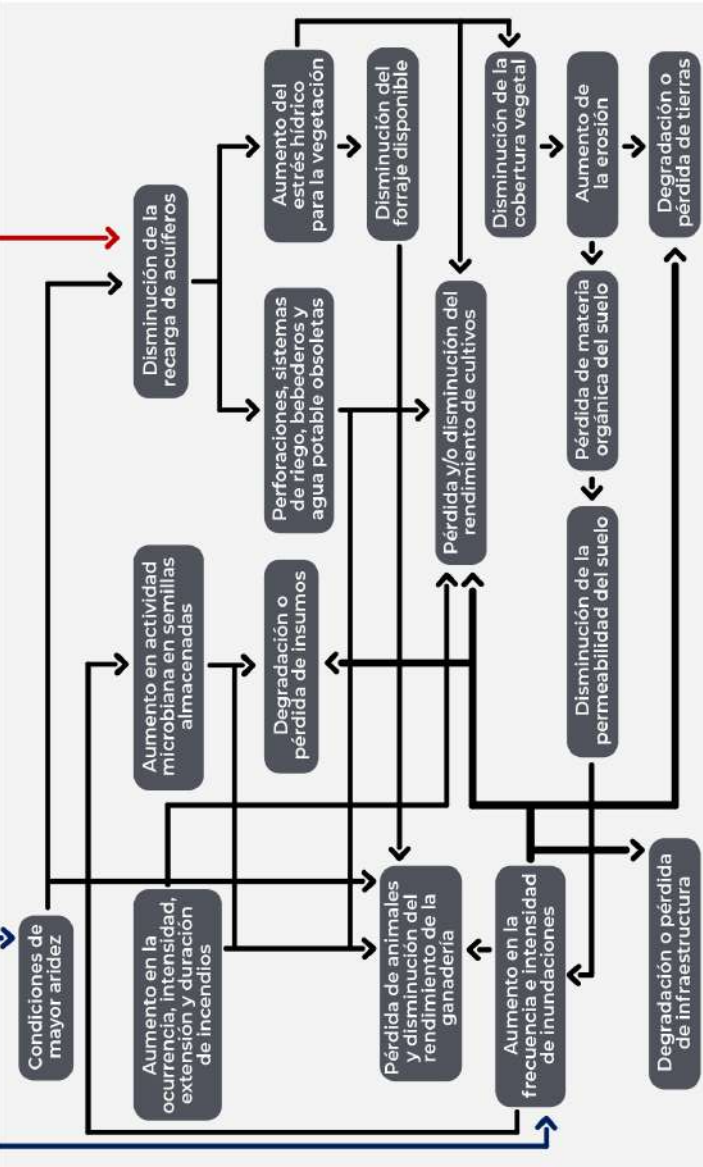 Condiciones de
mayor aridez
Aumento en la
ocurrencia, intensidad,
extensión y duración
de incendios
Aumento en actividad
microbiana en semillas
almacenadas
Disminución de la
recarga de acuíferos
Degradación o
pérdida de insumos
Perforaciones, sistemas
de riego, bebederos y
agua potable obsoletas
Aumento del
estrés hídrico
para la vegetación
Disminución del
forraje disponible
Pérdida de animales
y disminución del
rendimiento de la
ganadería
Pérdida y/o disminución del
rendimiento de cultivos
Aumento en la
frecuencia e intensidad
de inundaciones
Disminución de la
cobertura vegetal
Disminución de la
permeabilidad del suelo
Pérdida de materia
orgánica del suelo
Aumento de
la erosión
Degradación o pérdida
de infraestructura
Degradación o
pérdida de tierras